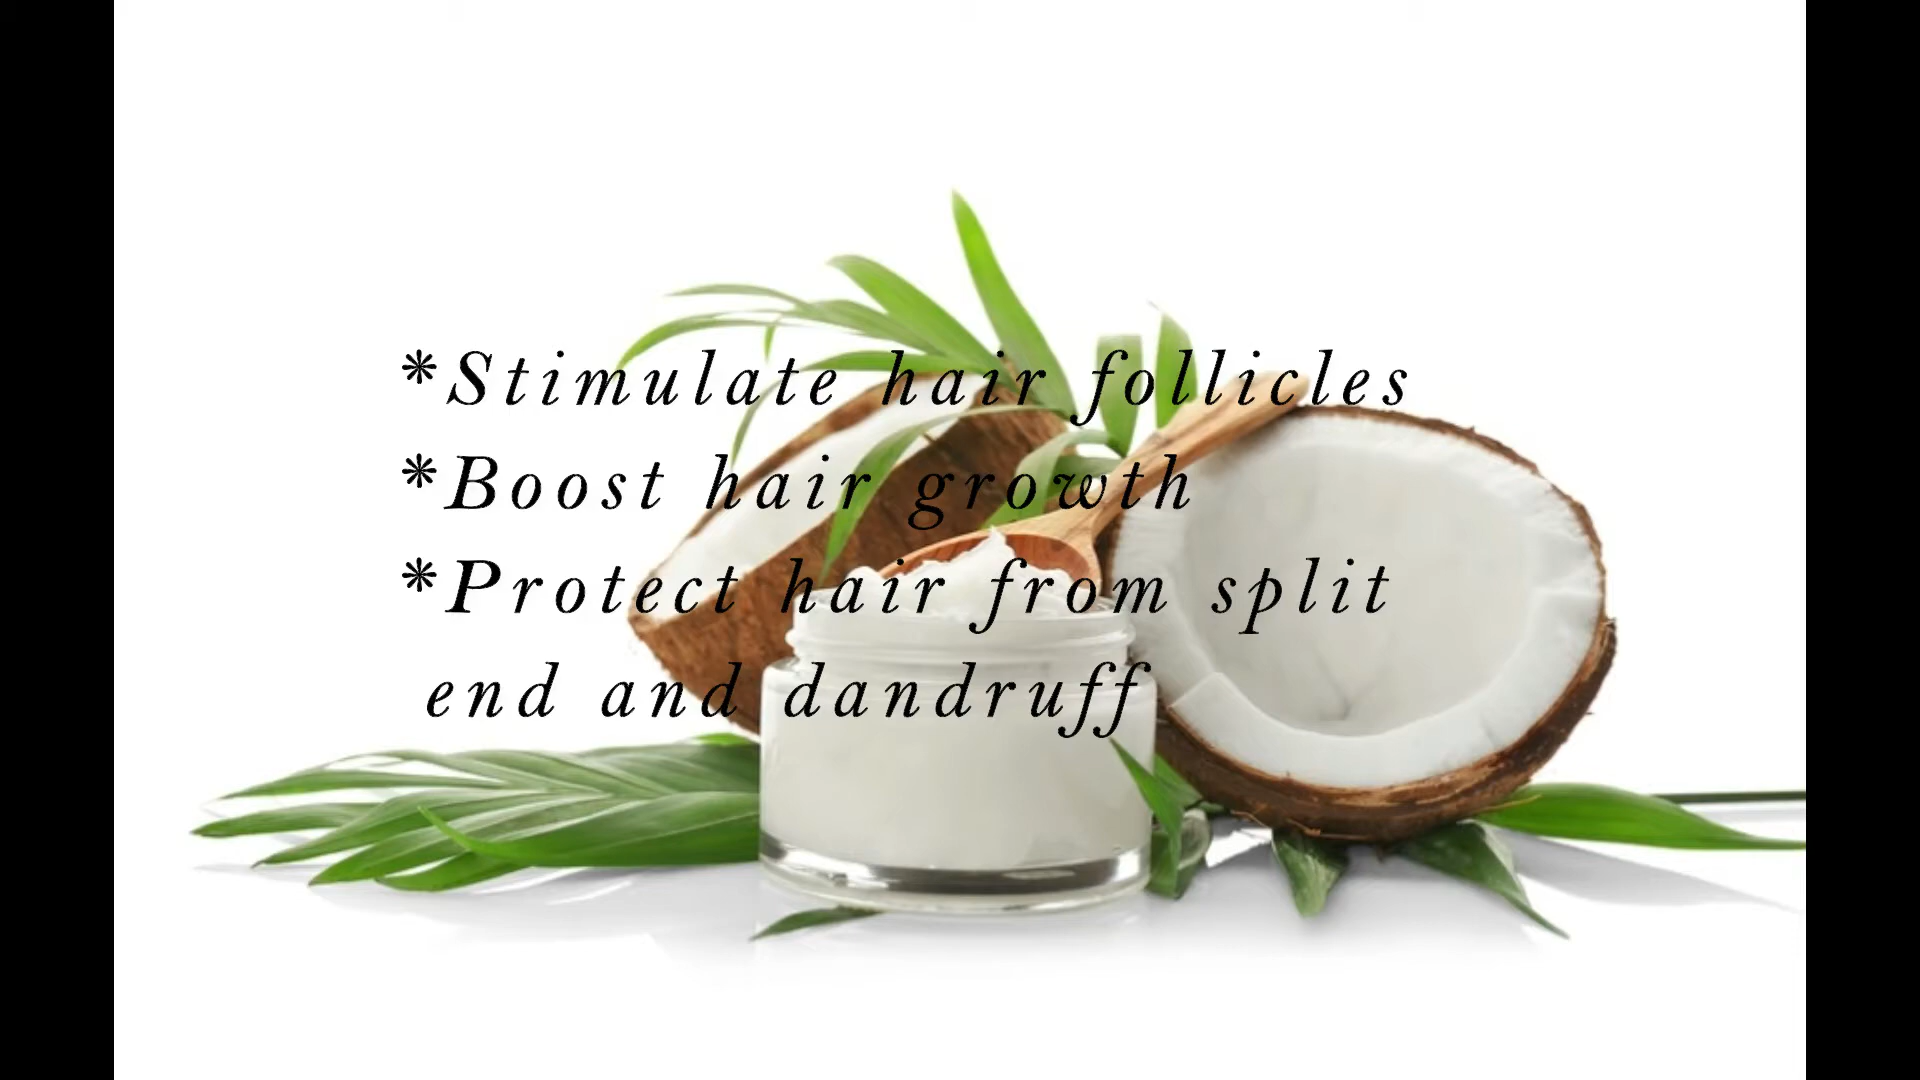 *Stimulate hair follicles
*Boost hair growth
*Protect hair from split
end and dandruff